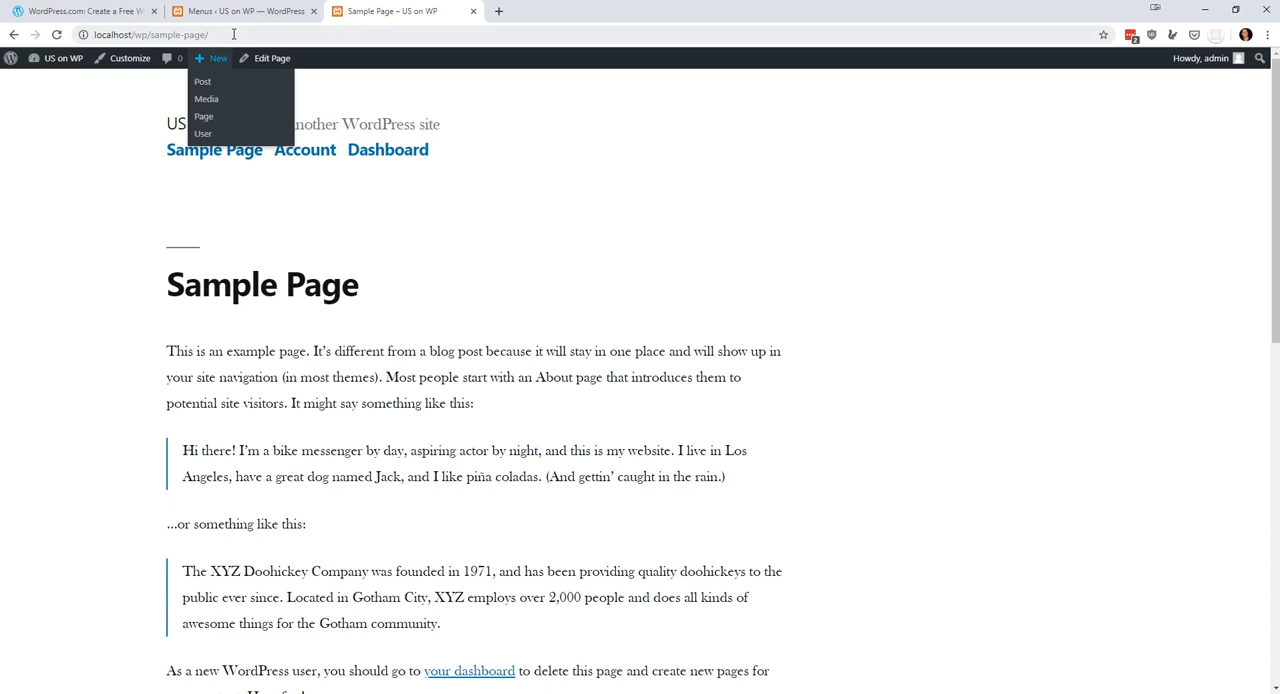 WordPress.com: Create a Free W
Menus ‹ US on WP — WordPress
Sample Page – US on WP
localhost/wp/sample-page/
2
US on WP
Customize
0
New
Edit Page
Howdy, admin
Post
Media
Page
User
US nother WordPress site
Sample Page Account Dashboard
Sample Page
This is an example page. It's different from a blog post because it will stay in one place and will show up in
your site navigation (in most themes). Most people start with an About page that introduces them to
potential site visitors. It might say something like this:
Hi there! I'm a bike messenger by day, aspiring actor by night, and this is my website. I live in Los
Angeles, have a great dog named Jack, and I like piña coladas. (And gettin' caught in the rain.)
...or something like this:
The XYZ Doohickey Company was founded in 1971, and has been providing quality doohickeys to the
public ever since. Located in Gotham City, XYZ employs over 2,000 people and does all kinds of
awesome things for the Gotham community.
As a new WordPress user, you should go to your dashboard to delete this page and create new pages for